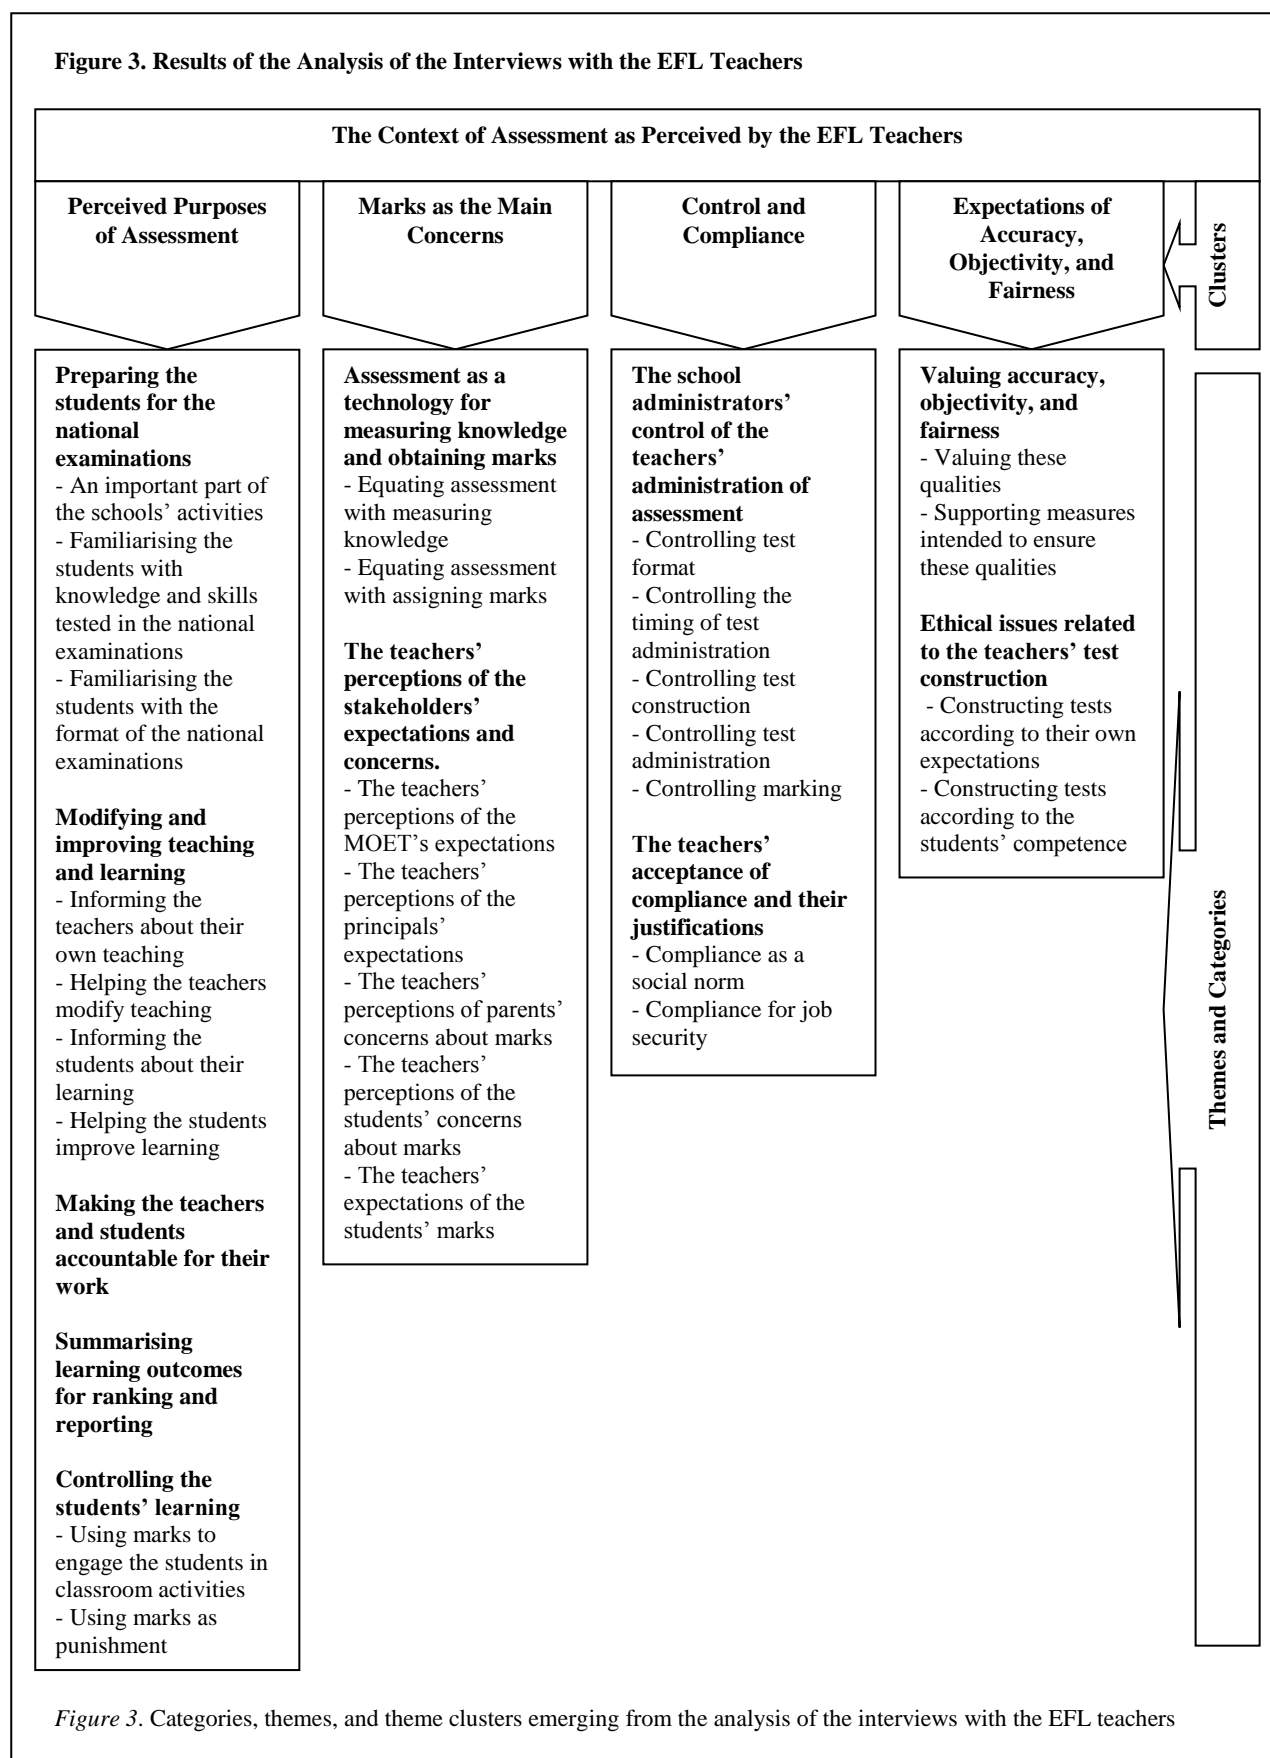 Figure 3. Results of the Analysis of the Interviews with the EFL Teachers
The Context of Assessment as Perceived by the EFL Teachers
Perceived Purposes
of Assessment
Marks as the Main
Concerns
Control and
Compliance
Expectations of
Accuracy,
Objectivity, and
Fairness
Clusters
Preparing the
students for the
national
examinations
- An important part of
the schools’ activities
- Familiarising the
students with
knowledge and skills
tested in the national
examinations
- Familiarising the
students with the
format of the national
examinations
Modifying and
improving teaching
and learning
- Informing the
teachers about their
own teaching
- Helping the teachers
modify teaching
- Informing the
students about their
learning
- Helping the students
improve learning
Making the teachers
and students
accountable for their
work
Summarising
learning outcomes
for ranking and
reporting
Controlling the
students’ learning
- Using marks to
engage the students in
classroom activities
- Using marks as
punishment
Assessment as a
technology for
measuring knowledge
and obtaining marks
- Equating assessment
with measuring
knowledge
- Equating assessment
with assigning marks
The teachers’
perceptions of the
stakeholders’
expectations and
concerns.
- The teachers’
perceptions of the
MOET’s expectations
- The teachers’
perceptions of the
principals’
expectations
- The teachers’
perceptions of parents’
concerns about marks
- The teachers’
perceptions of the
students’ concerns
about marks
- The teachers’
expectations of the
students’ marks
The school
administrators’
control of the
teachers’
administration of
assessment
- Controlling test
format
- Controlling the
timing of test
administration
- Controlling test
construction
- Controlling test
administration
- Controlling marking
The teachers’
acceptance of
compliance and their
justifications
- Compliance as a
social norm
- Compliance for job
security
Valuing accuracy,
objectivity, and
fairness
- Valuing these
qualities
- Supporting measures
intended to ensure
these qualities
Ethical issues related
to the teachers’ test
construction
- Constructing tests
according to their own
expectations
- Constructing tests
according to the
students’ competence
Themes and Categories
Figure 3. Categories, themes, and theme clusters emerging from the analysis of the interviews with the EFL teachers